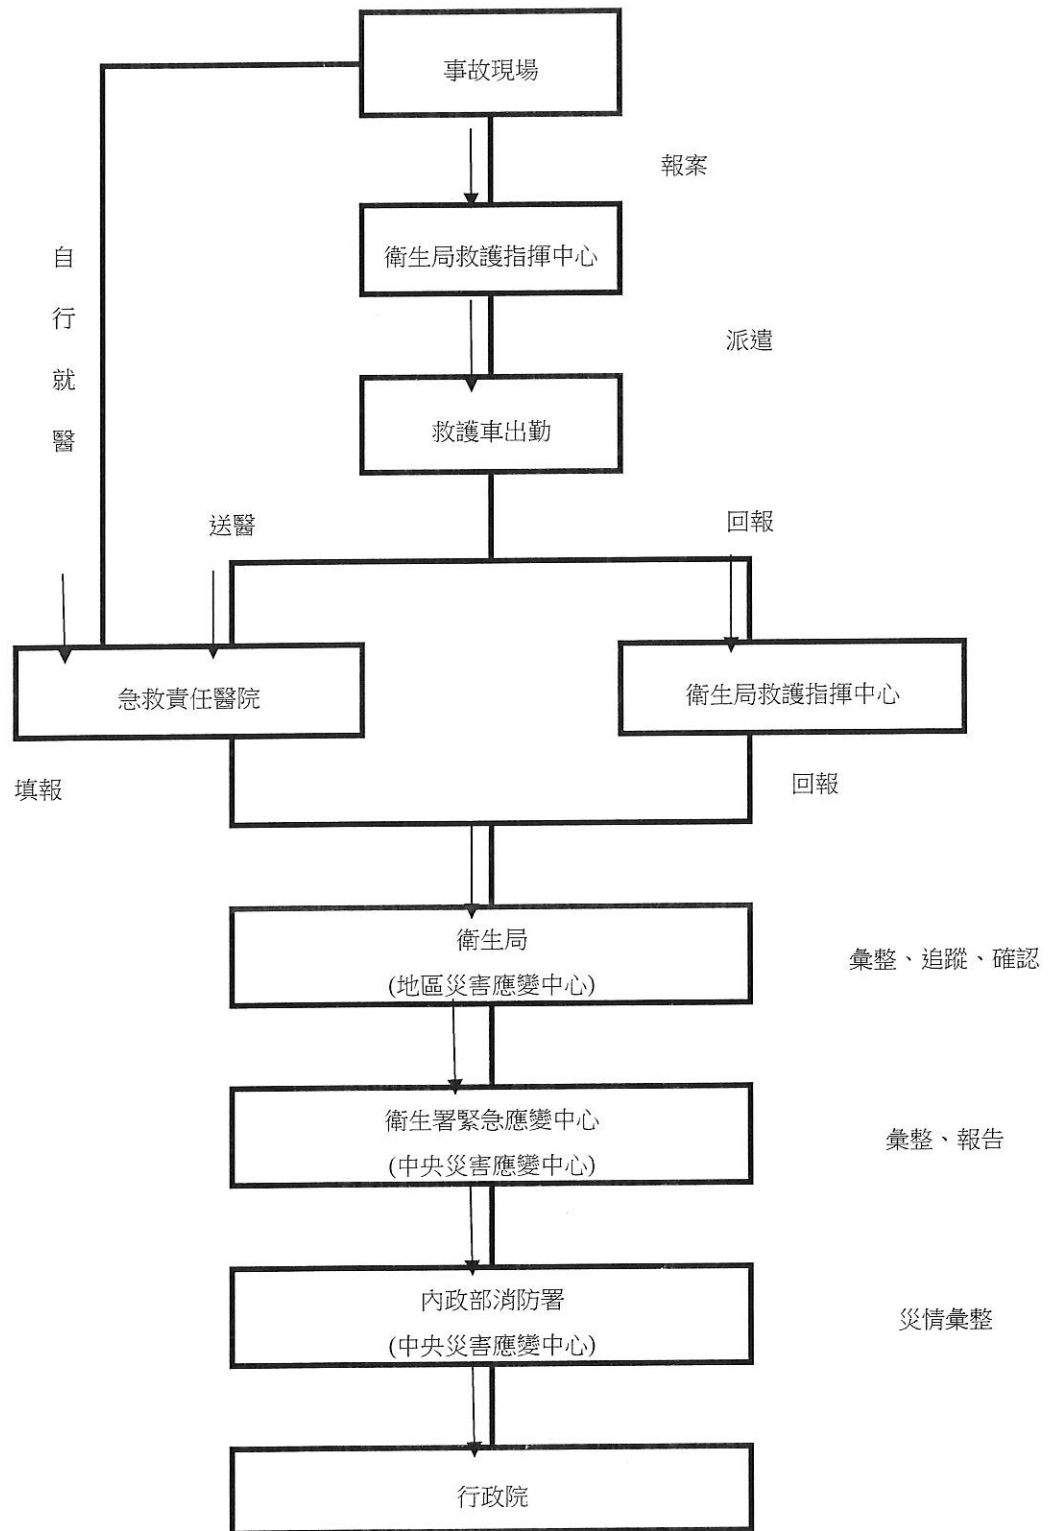 事故現場
報案
衛生局救護指揮中心
自行就醫
派遣
救護車出勤
送醫
回報
急救責任醫院
衛生局救護指揮中心
填報
回報
衛生局
(地區災害應變中心)
彙整、追蹤、確認
衛生署緊急應變中心
(中央災害應變中心)
彙整、報告
內政部消防署
(中央災害應變中心)
災情彙整
行政院